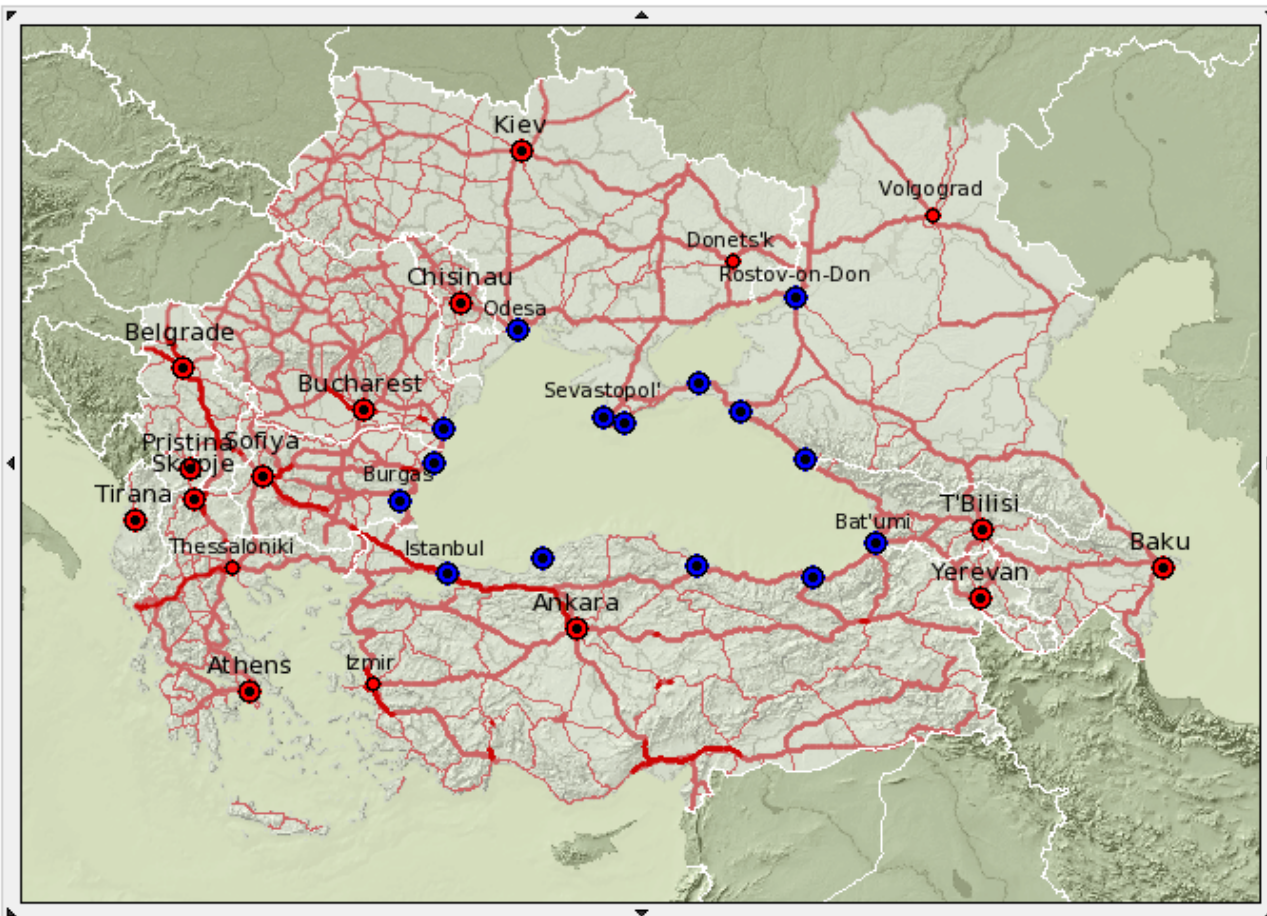 Kiev
Volgograd
Donets'k
Rostov-on-Don
Chisinau
Odesa
Belgrade
Bucharest
Sevastopol'
Pristina
Sofiya
Skopje
Burgas
Tirana
T'Bilisi
Bat'umi
Baku
Thessaloniki
Istanbul
Yerevan
Ankara
Athens
Izmir